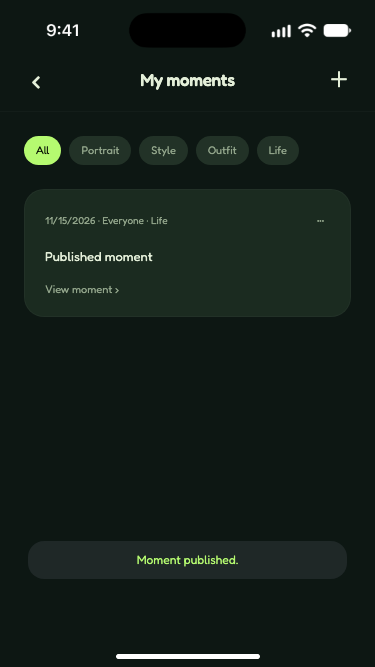 9:41
My moments
All Portrait Style Outfit Life
11/15/2026 · Everyone · Life ···
Published moment
View moment ›
Moment published.